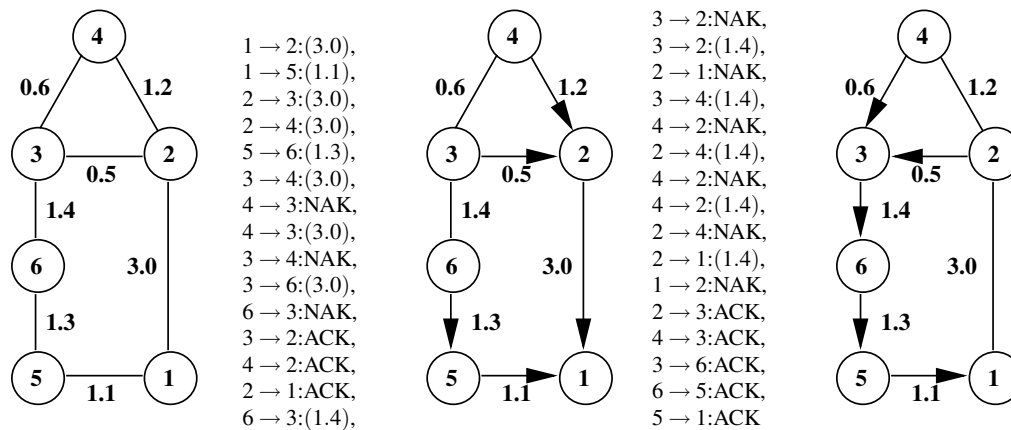 4
0.6
1.2
3
2
0.5
1.4
6
3.0
1.3
5
1
1.1
1 → 2:(3.0),
1 → 5:(1.1),
2 → 3:(3.0),
2 → 4:(3.0),
5 → 6:(1.3),
3 → 4:(3.0),
4 → 3:NAK,
4 → 3:(3.0),
3 → 4:NAK,
3 → 6:(3.0),
6 → 3:NAK,
3 → 2:ACK,
4 → 2:ACK,
2 → 1:ACK,
6 → 3:(1.4),
4
0.6
1.2
3
2
0.5
1.4
6
3.0
1.3
5
1
1.1
3 → 2:NAK,
3 → 2:(1.4),
2 → 1:NAK,
3 → 4:(1.4),
4 → 2:NAK,
2 → 4:(1.4),
4 → 2:NAK,
4 → 2:(1.4),
2 → 4:NAK,
2 → 1:(1.4),
1 → 2:NAK,
2 → 3:ACK,
4 → 3:ACK,
3 → 6:ACK,
6 → 5:ACK,
5 → 1:ACK
4
0.6
1.2
3
2
0.5
1.4
6
3.0
1.3
5
1
1.1